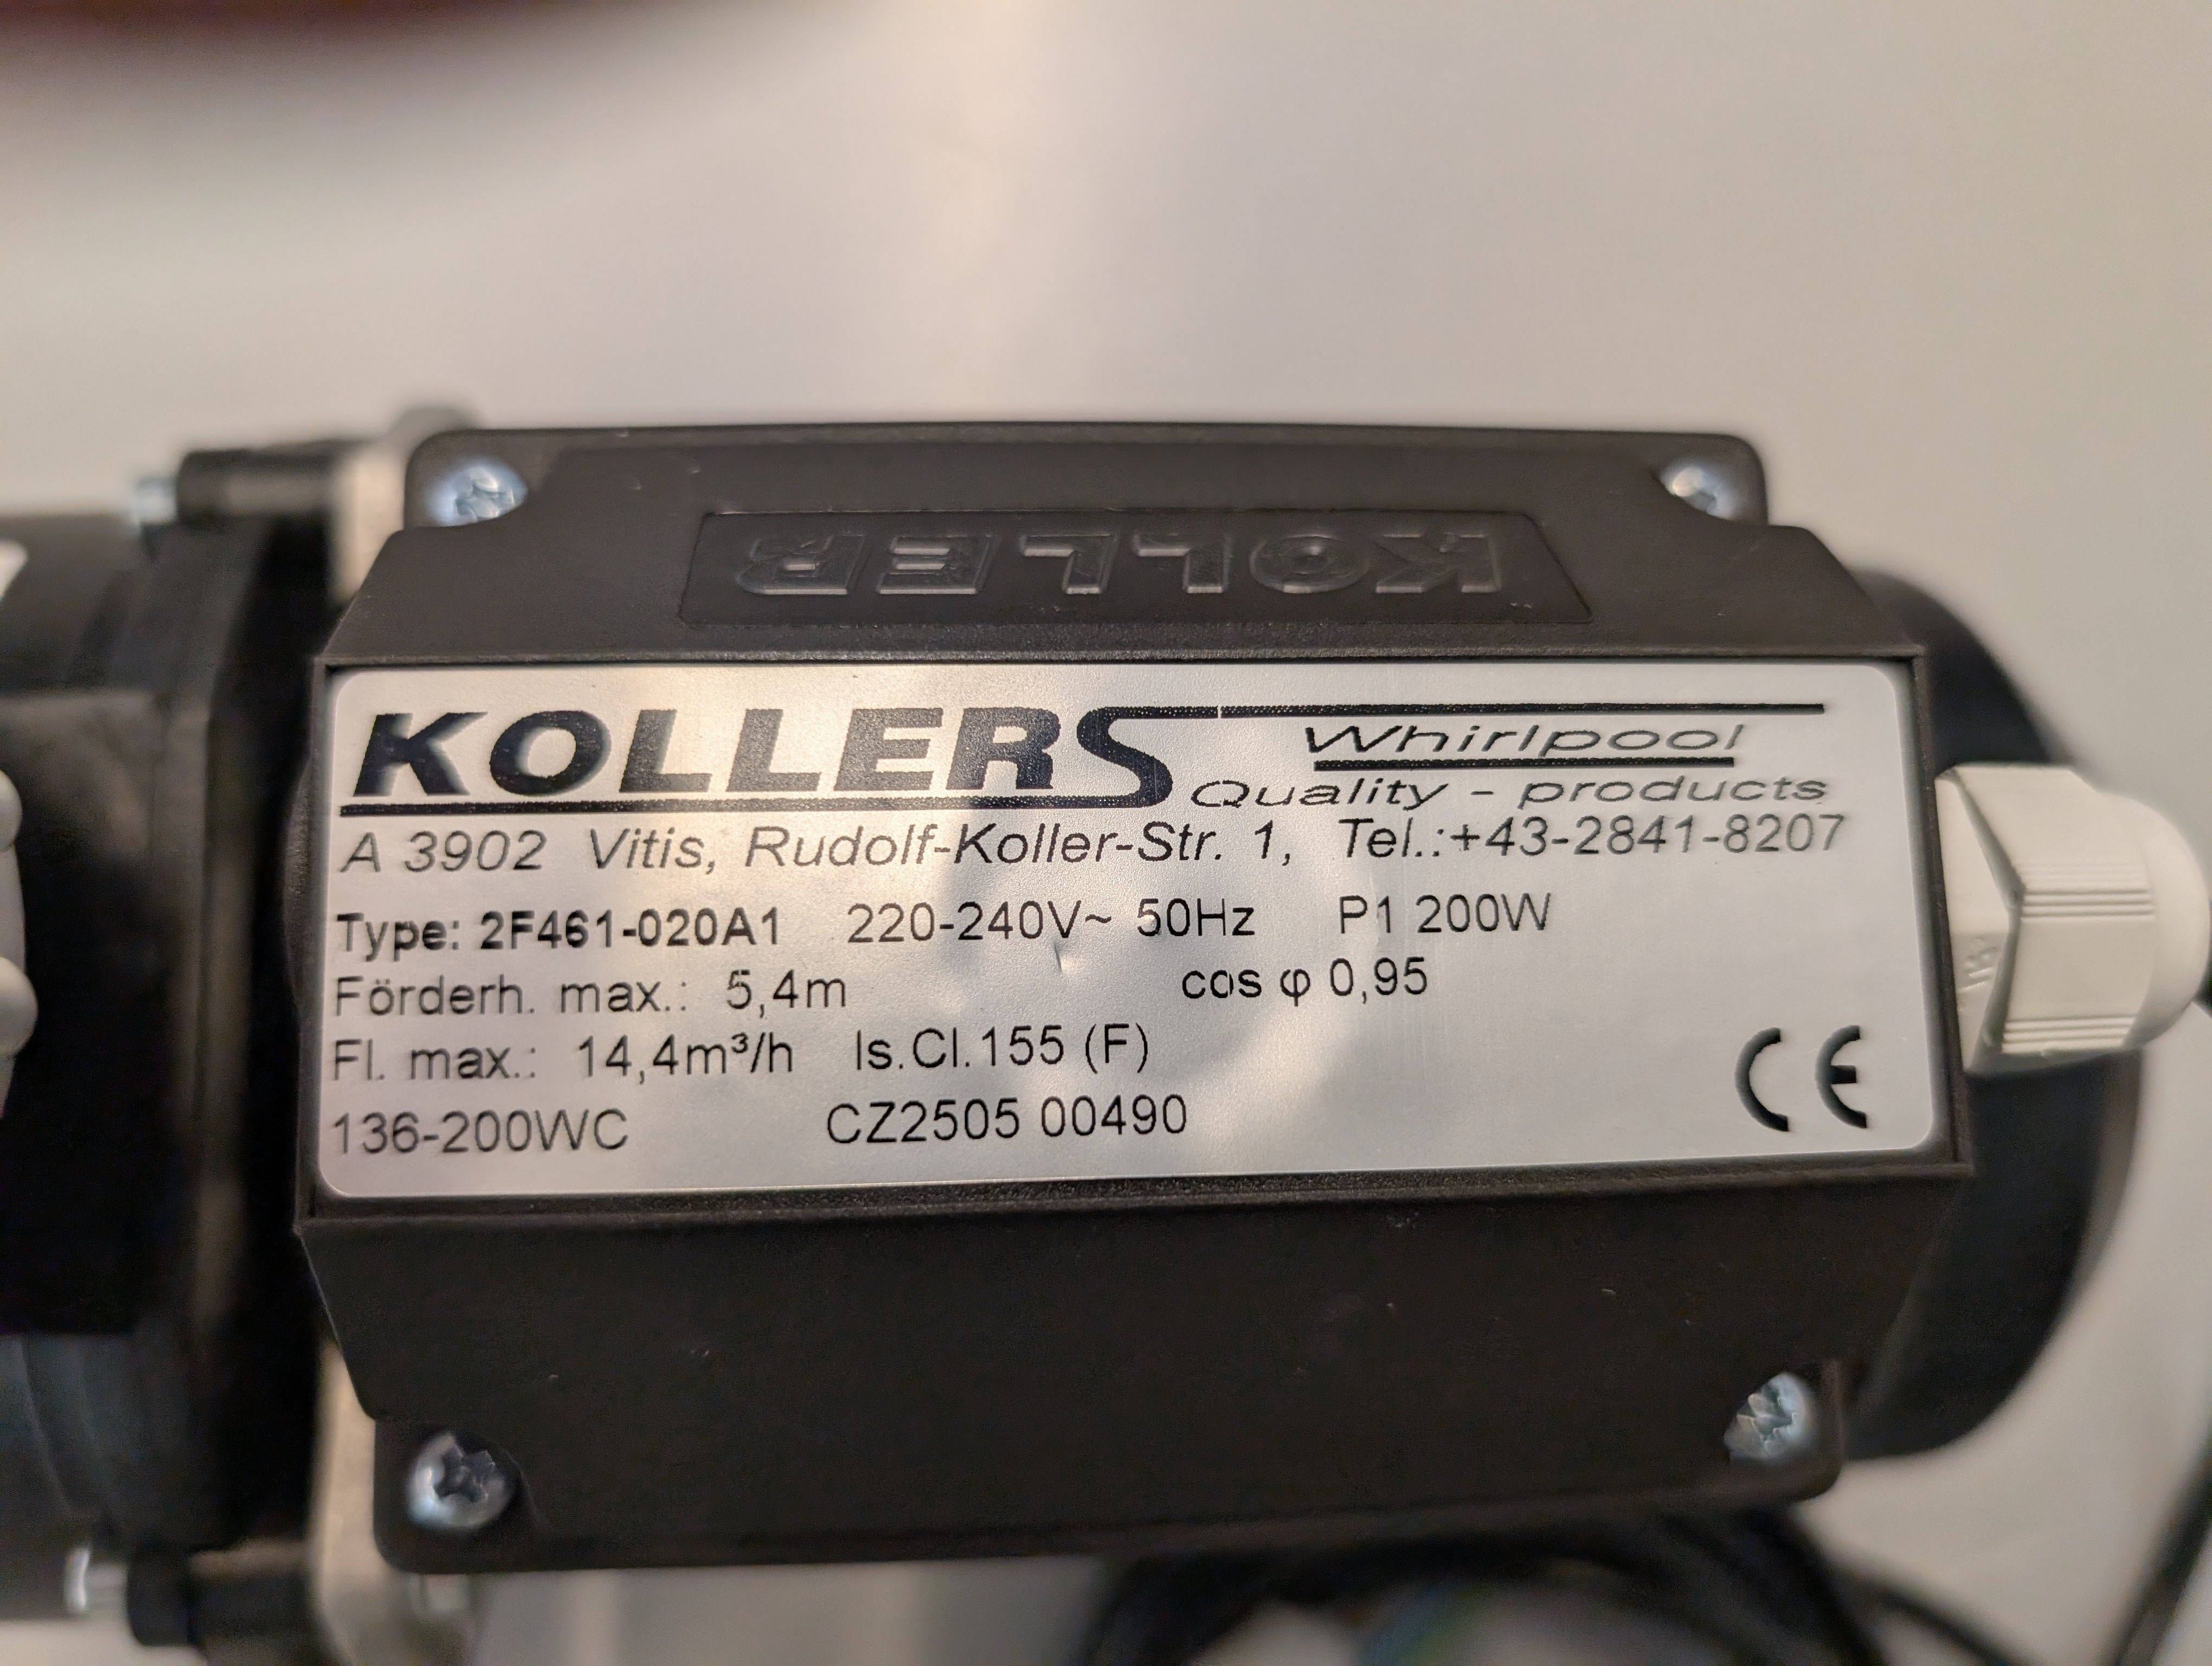 KOLLER
KOLLERS Whirlpool
Quality - products
A 3902 Vitis, Rudolf-Koller-Str. 1, Tel.:+43-2841-8207
Type: 2F461-020A1 220-240V~ 50Hz P1 200W
Förderh. max.: 5,4m cos φ 0,95
Fl. max.: 14,4m³/h Is.Cl.155 (F)
136-200WC CZ2505 00490 CE